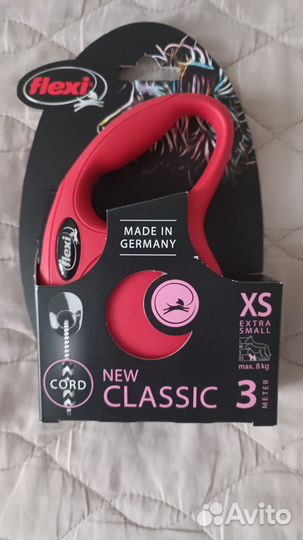 flexi
flexi
MADE IN
GERMANY
XS
EXTRA
SMALL
max. 8 kg
CORD
NEW
CLASSIC
3
METER
Avito